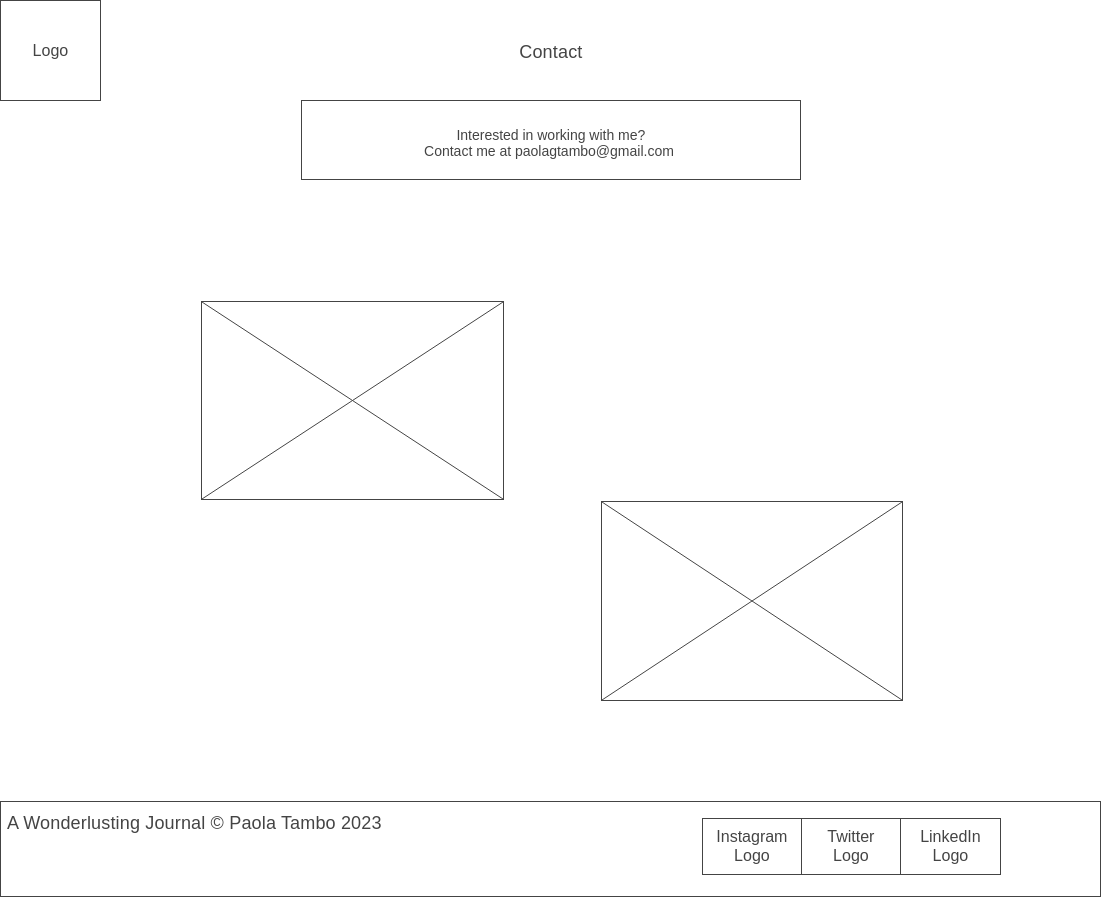 Logo
Contact
Interested in working with me?
Contact me at paolagtambo@gmail.com
A Wonderlusting Journal © Paola Tambo 2023
Instagram
Logo
Twitter
Logo
LinkedIn
Logo